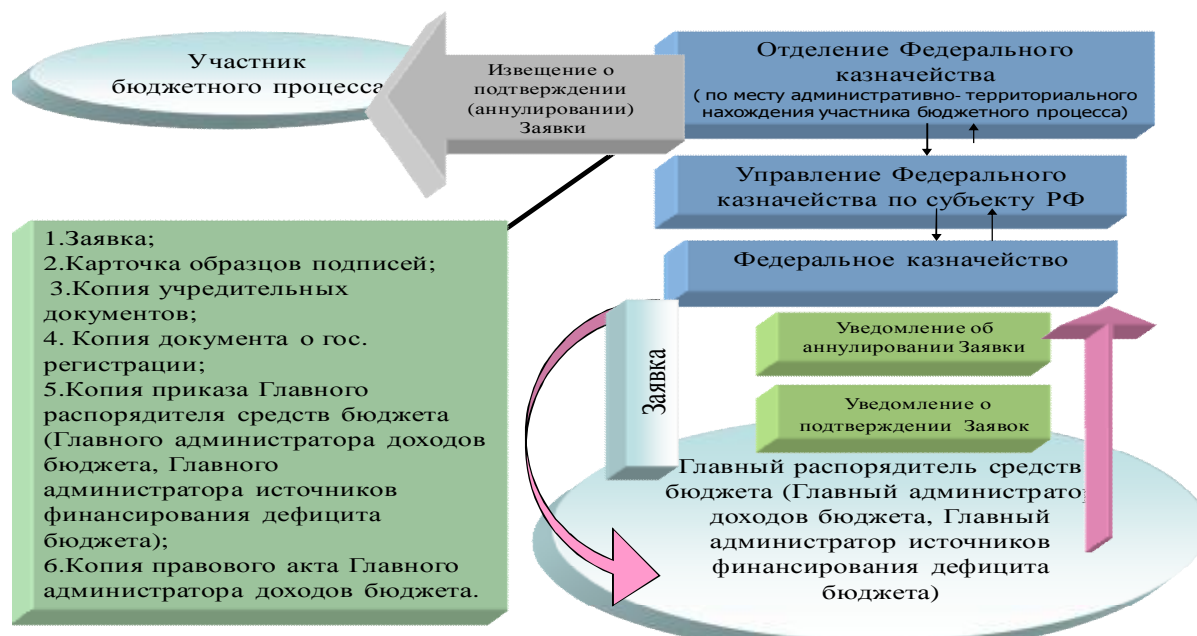 Участник
бюджетного процесса
Извещение о
подтверждении
(аннулировании)
Заявки
Отделение Федерального
казначейства
( по месту административно- территориального
нахождения участника бюджетного процесса)
Управление Федерального
казначейства по субъекту РФ
Федеральное казначейство
1.Заявка;
2.Карточка образцов подписей;
3.Копия учредительных
документов;
4. Копия документа о гос.
регистрации;
5.Копия приказа Главного
распорядителя средств бюджета
(Главного администратора доходов
бюджета, Главного
администратора источников
финансирования дефицита
бюджета);
6.Копия правового акта Главного
администратора доходов бюджета.
Заявка
Уведомление об
аннулировании Заявки
Уведомление о
подтверждении Заявок
Главный распорядитель средств
бюджета (Главный администратор
доходов бюджета, Главный
администратор источников
финансирования дефицита
бюджета)